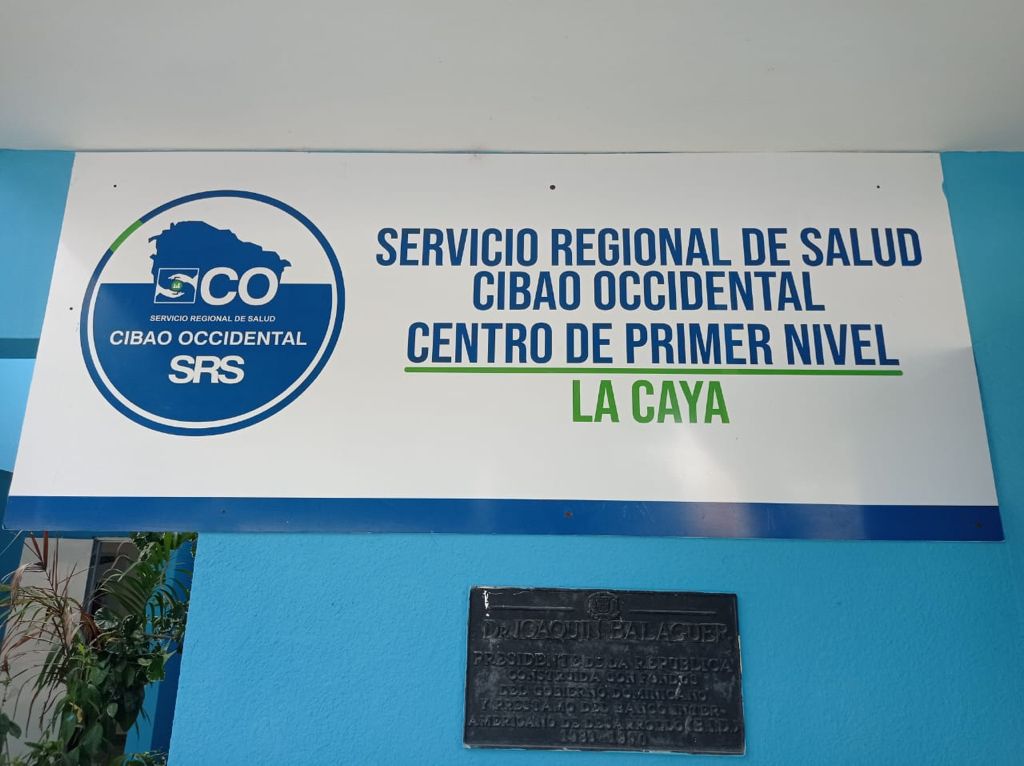 CO
SERVICIO REGIONAL DE SALUD
CIBAO OCCIDENTAL
SRS
SERVICIO REGIONAL DE SALUD
CIBAO OCCIDENTAL
CENTRO DE PRIMER NIVEL
LA CAYA
DR. JOAQUIN BALAGUER
PRESIDENTE DE LA REPUBLICA
CONSTRUIDA CON FONDOS
DEL GOBIERNO DOMINICANO
Y PRESTAMO DEL BANCO INTER-
AMERICANO DE DESARROLLO